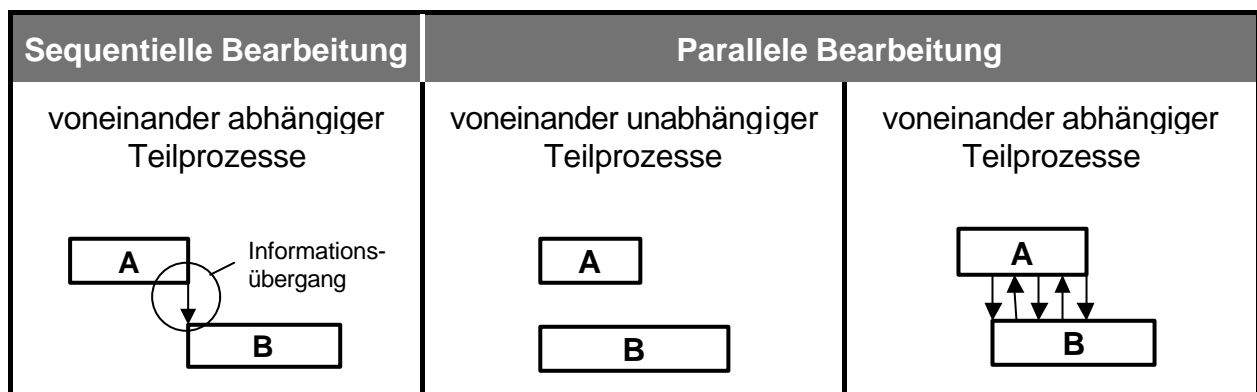 Sequentielle Bearbeitung
Parallele Bearbeitung
voneinander abhängiger
Teilprozesse
voneinander unabhängiger
Teilprozesse
voneinander abhängiger
Teilprozesse
A
Informations-
übergang
B
A
B
A
B